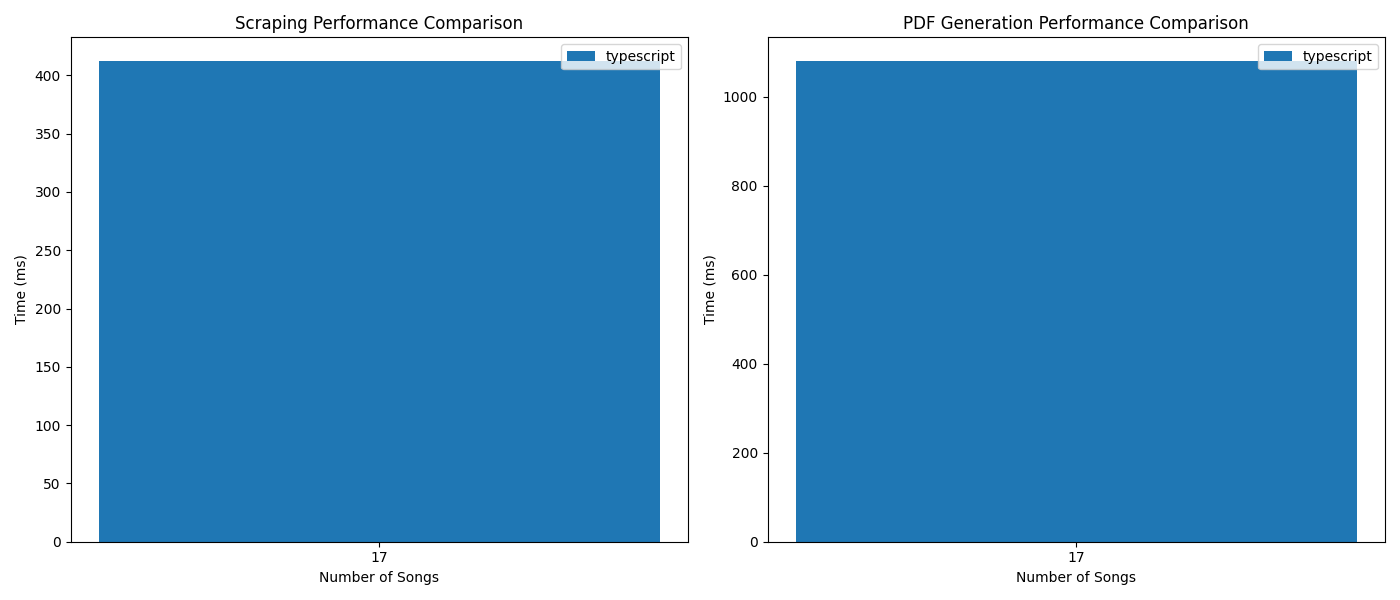 Scraping Performance Comparison
typescript
400
350
300
250
200
150
100
50
0
Time (ms)
17
Number of Songs
PDF Generation Performance Comparison
typescript
1000
800
600
400
200
0
Time (ms)
17
Number of Songs